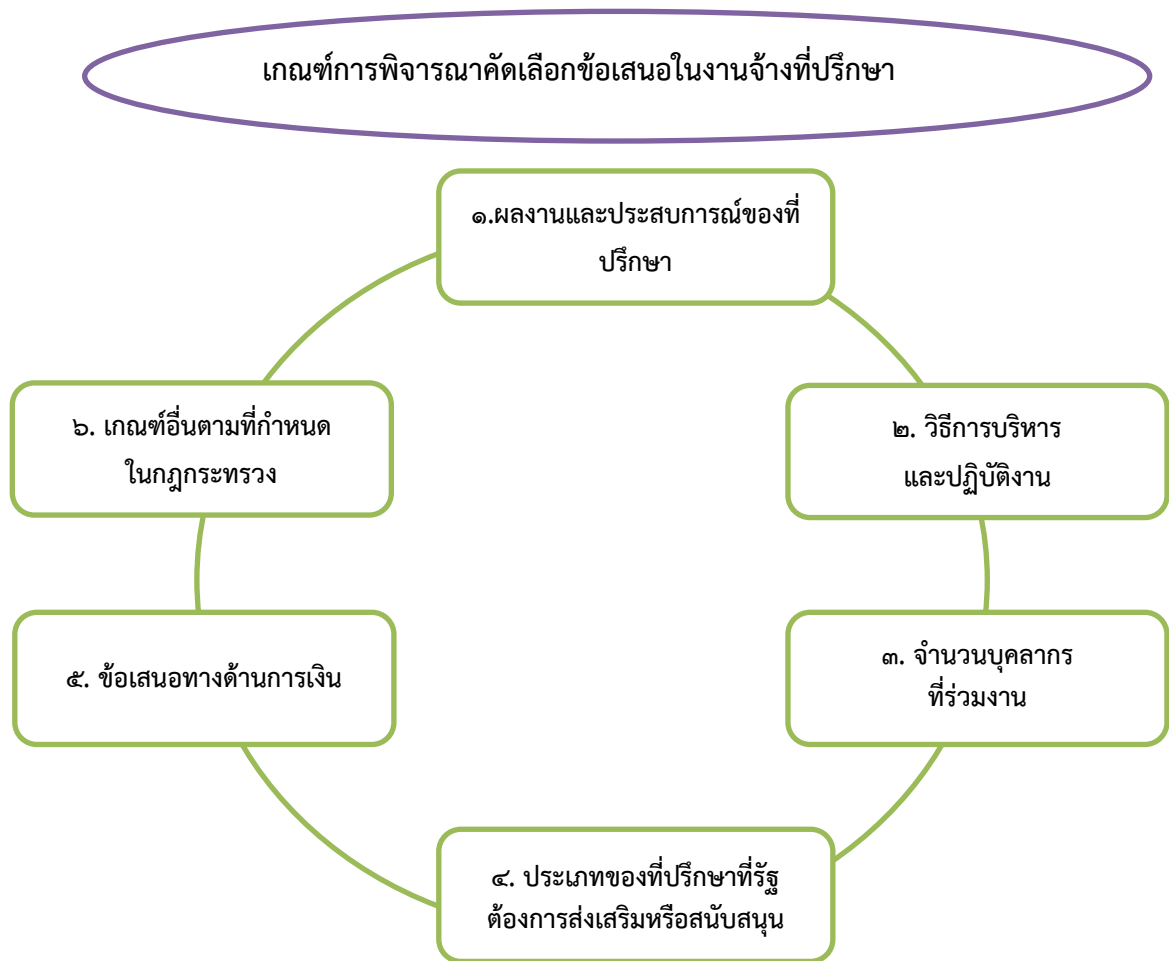 เกณฑ์การพิจารณาคัดเลือกข้อเสนอในงานจ้างที่ปรึกษา
๑.ผลงานและประสบการณ์ของที่
ปรึกษา
๒. วิธีการบริหาร
และปฏิบัติงาน
๓. จำนวนบุคลากร
ที่ร่วมงาน
๔. ประเภทของที่ปรึกษาที่รัฐ
ต้องการส่งเสริมหรือสนับสนุน
๕. ข้อเสนอทางด้านการเงิน
๖. เกณฑ์อื่นตามที่กำหนด
ในกฎกระทรวง